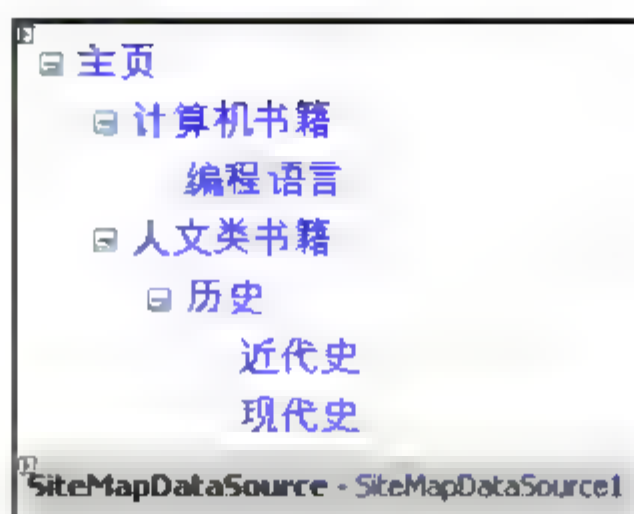 主页
计算机书籍
编程语言
人文类书籍
历史
近代史
现代史
SiteMapDataSource - SiteMapDataSource1